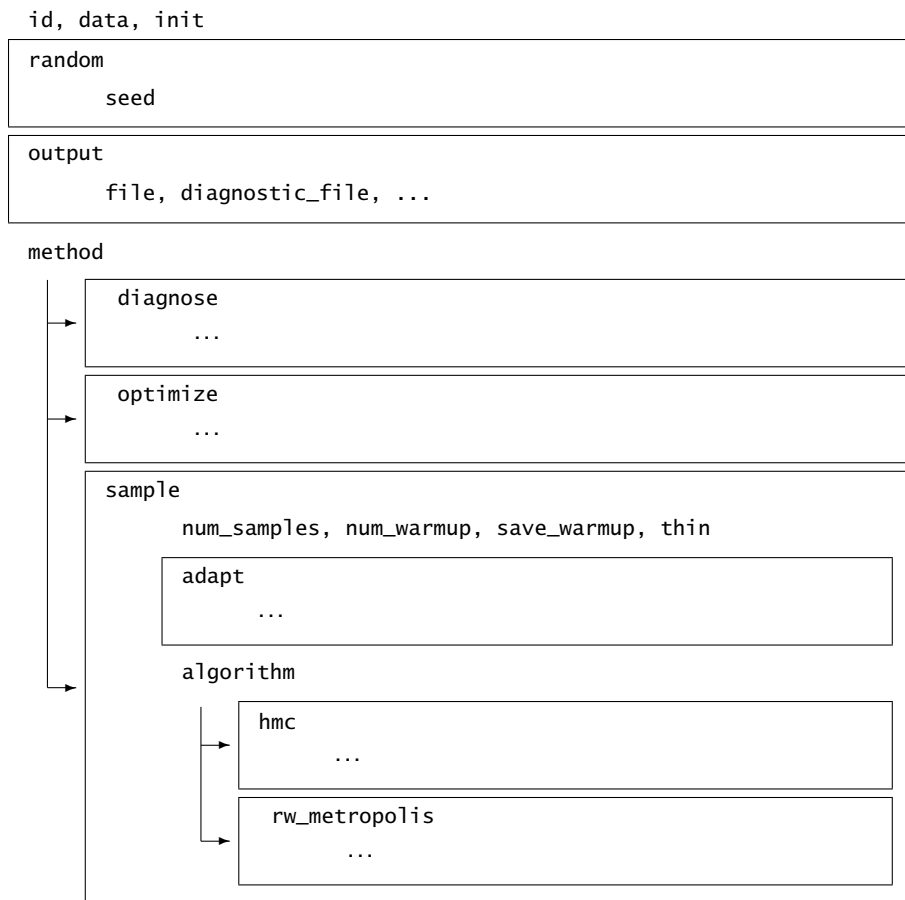 id, data, init
random
seed
output
file, diagnostic_file, ...
method
diagnose
...
optimize
...
sample
num_samples, num_warmup, save_warmup, thin
adapt
...
algorithm
hmc
...
rw_metropolis
...